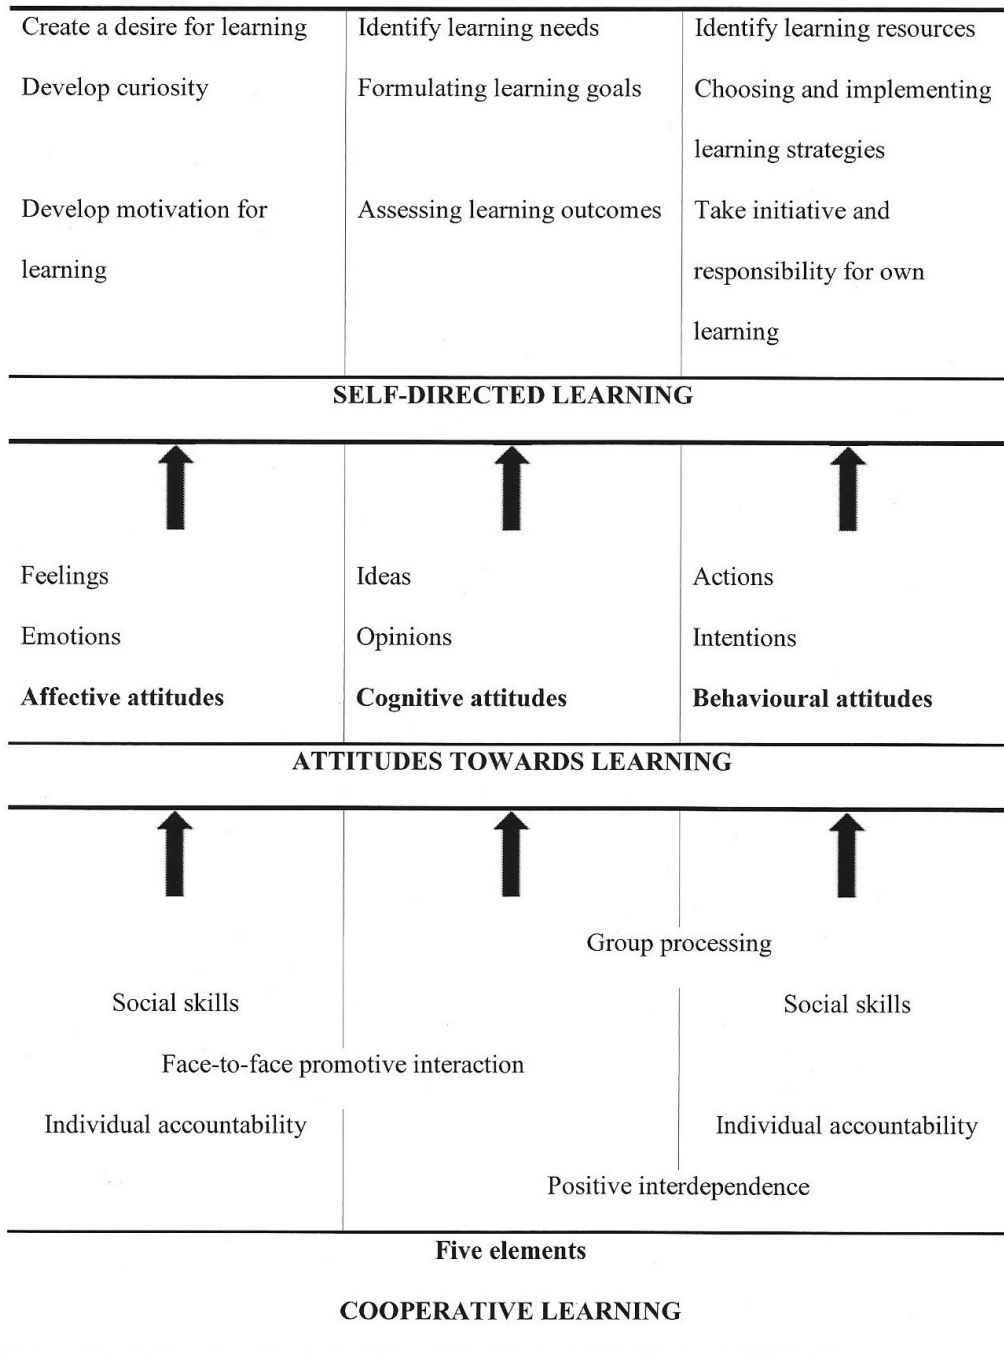 Create a desire for learning
Identify learning needs
Identify learning resources
Develop curiosity
Formulating learning goals
Choosing and implementing
learning strategies
Develop motivation for
learning
Assessing learning outcomes
Take initiative and
responsibility for own
learning
SELF-DIRECTED LEARNING
Feelings
Ideas
Actions
Emotions
Opinions
Intentions
Affective attitudes
Cognitive attitudes
Behavioural attitudes
ATTITUDES TOWARDS LEARNING
Group processing
Social skills
Social skills
Face-to-face promotive interaction
Individual accountability
Individual accountability
Positive interdependence
Five elements
COOPERATIVE LEARNING